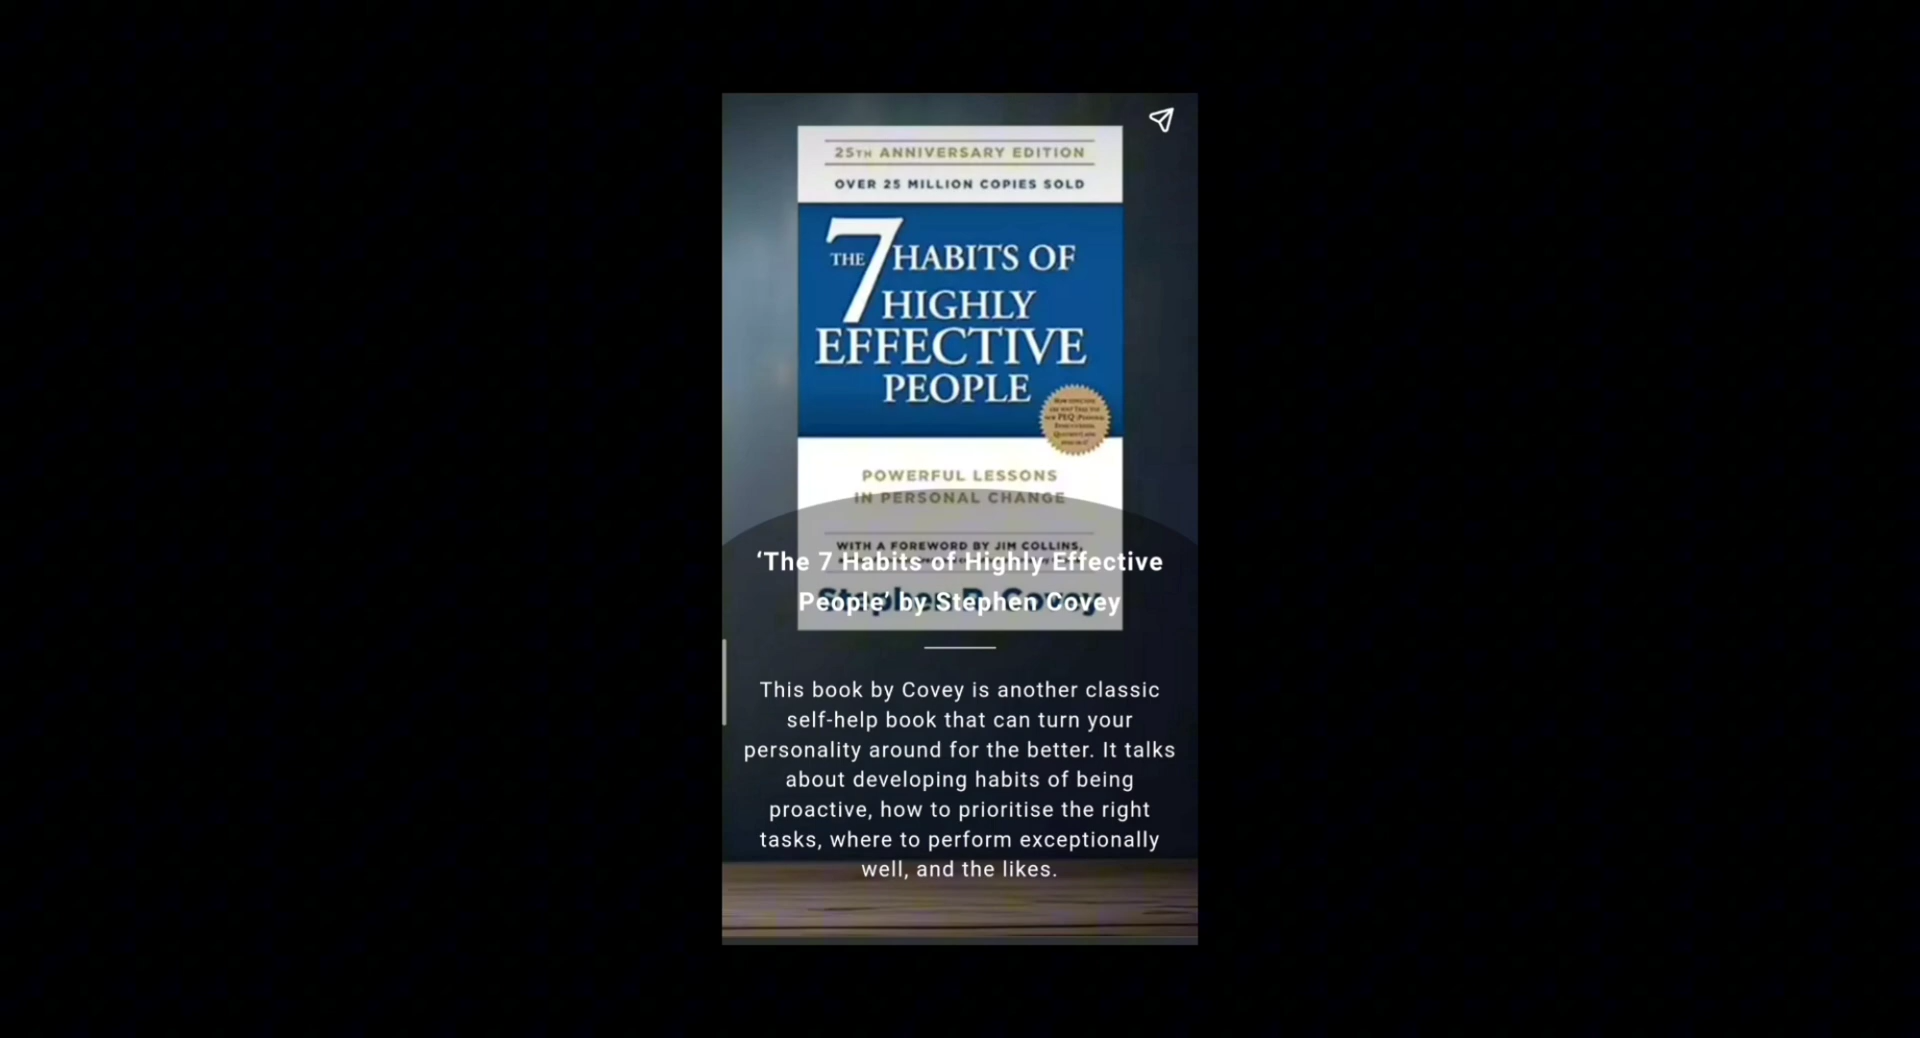 25TH ANNIVERSARY EDITION
OVER 25 MILLION COPIES SOLD
THE 7 HABITS OF
HIGHLY
EFFECTIVE
PEOPLE
POWERFUL LESSONS
IN PERSONAL CHANGE
WITH A FOREWORD BY JIM COLLINS,
Stephen R. Covey
‘The 7 Habits of Highly Effective
People’ by Stephen Covey
This book by Covey is another classic
self-help book that can turn your
personality around for the better. It talks
about developing habits of being
proactive, how to prioritise the right
tasks, where to perform exceptionally
well, and the likes.